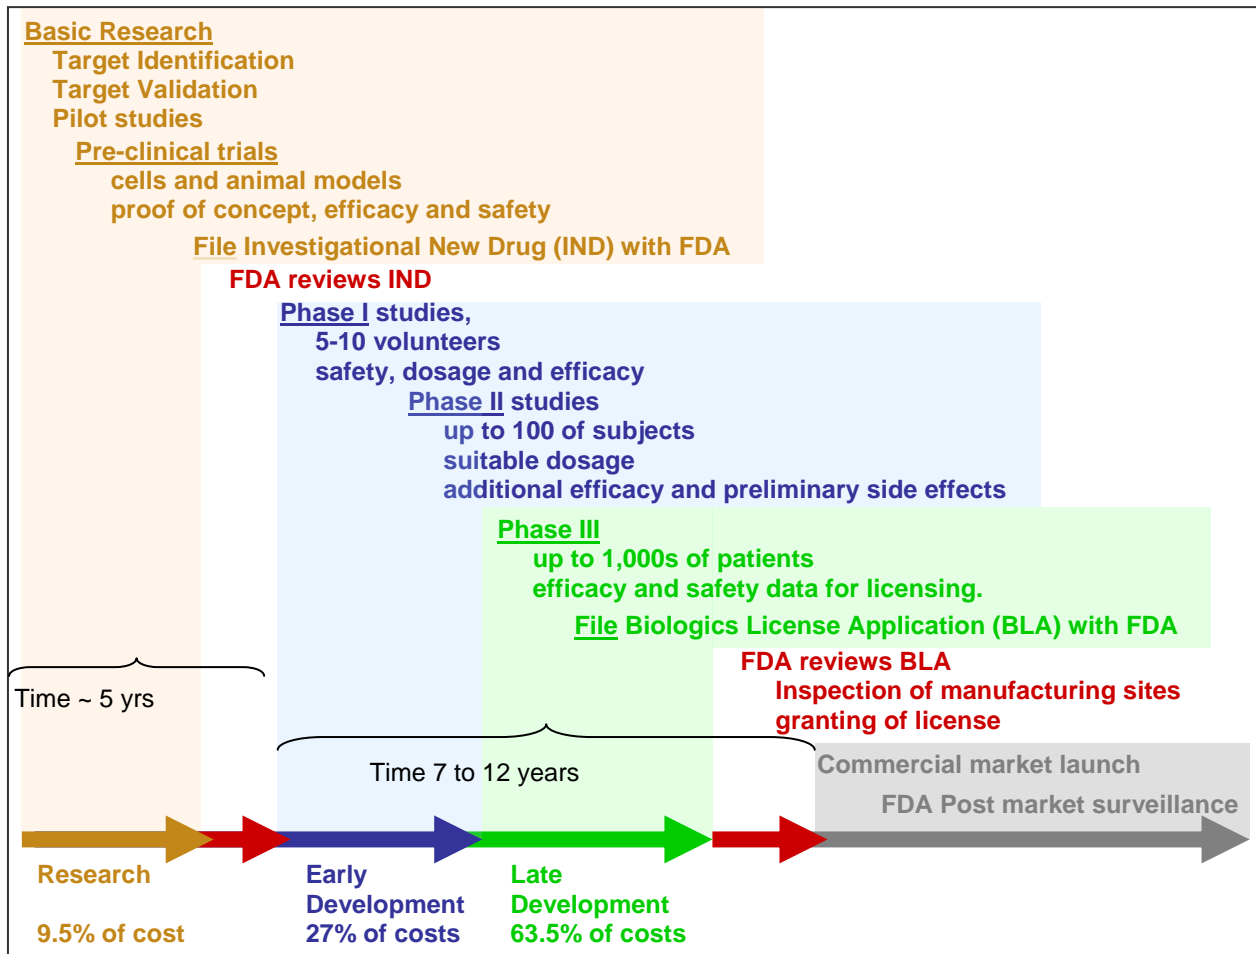 Basic Research
Target Identification
Target Validation
Pilot studies
Pre-clinical trials
cells and animal models
proof of concept, efficacy and safety
File Investigational New Drug (IND) with FDA
FDA reviews IND
Phase I studies,
5-10 volunteers
safety, dosage and efficacy
Phase II studies
up to 100 of subjects
suitable dosage
additional efficacy and preliminary side effects
Phase III
up to 1,000s of patients
efficacy and safety data for licensing.
File Biologics License Application (BLA) with FDA
FDA reviews BLA
Inspection of manufacturing sites
granting of license
Time ~ 5 yrs
Time 7 to 12 years
Commercial market launch
FDA Post market surveillance
Research
9.5% of cost
Early
Development
27% of costs
Late
Development
63.5% of costs